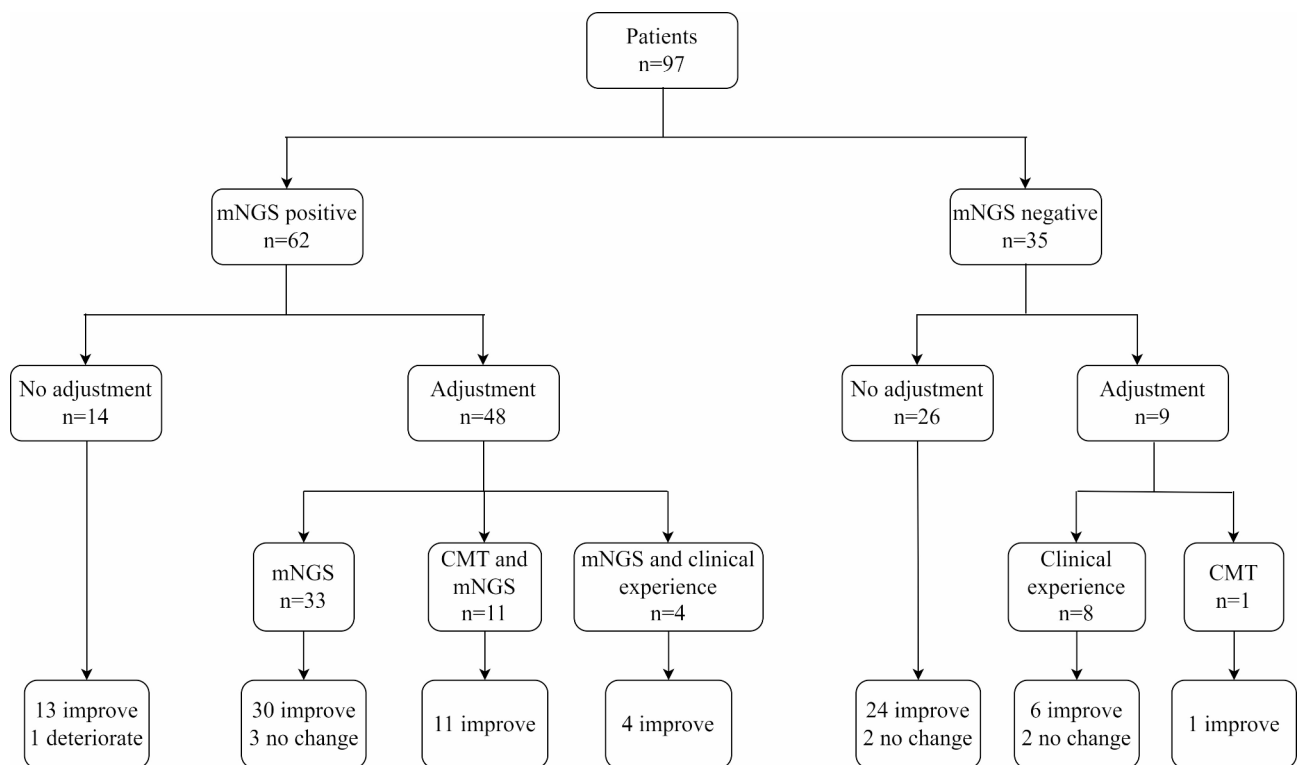 Patients
n=97
mNGS positive
n=62
mNGS negative
n=35
No adjustment
n=14
Adjustment
n=48
No adjustment
n=26
Adjustment
n=9
mNGS
n=33
CMT and
mNGS
n=11
mNGS and clinical
experience
n=4
Clinical
experience
n=8
CMT
n=1
13 improve
1 deteriorate
30 improve
3 no change
11 improve
4 improve
24 improve
2 no change
6 improve
2 no change
1 improve